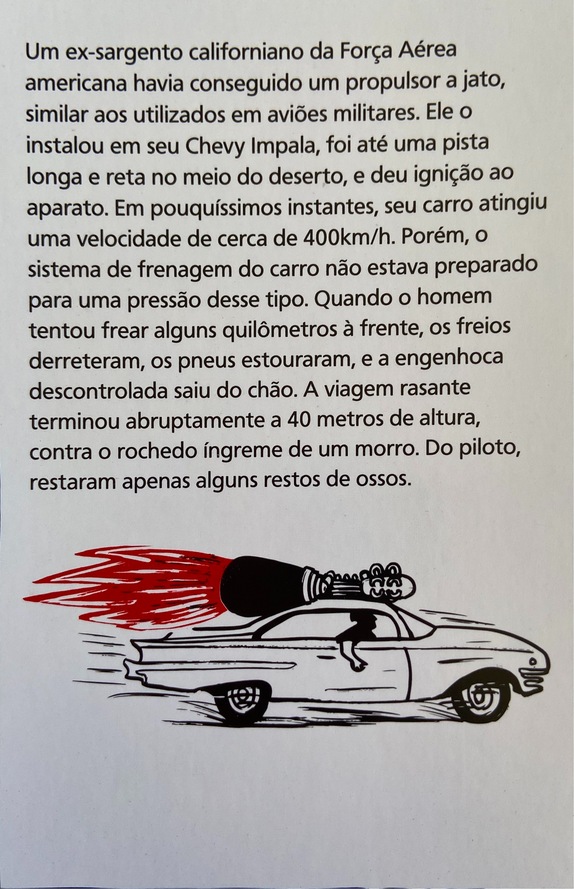 Um ex-sargento californiano da Força Aérea
americana havia conseguido um propulsor a jato,
similar aos utilizados em aviões militares. Ele o
instalou em seu Chevy Impala, foi até uma pista
longa e reta no meio do deserto, e deu ignição ao
aparato. Em pouquíssimos instantes, seu carro atingiu
uma velocidade de cerca de 400km/h. Porém, o
sistema de frenagem do carro não estava preparado
para uma pressão desse tipo. Quando o homem
tentou frear alguns quilômetros à frente, os freios
derreteram, os pneus estouraram, e a engenhoca
descontrolada saiu do chão. A viagem rasante
terminou abruptamente a 40 metros de altura,
contra o rochedo íngreme de um morro. Do piloto,
restaram apenas alguns restos de ossos.